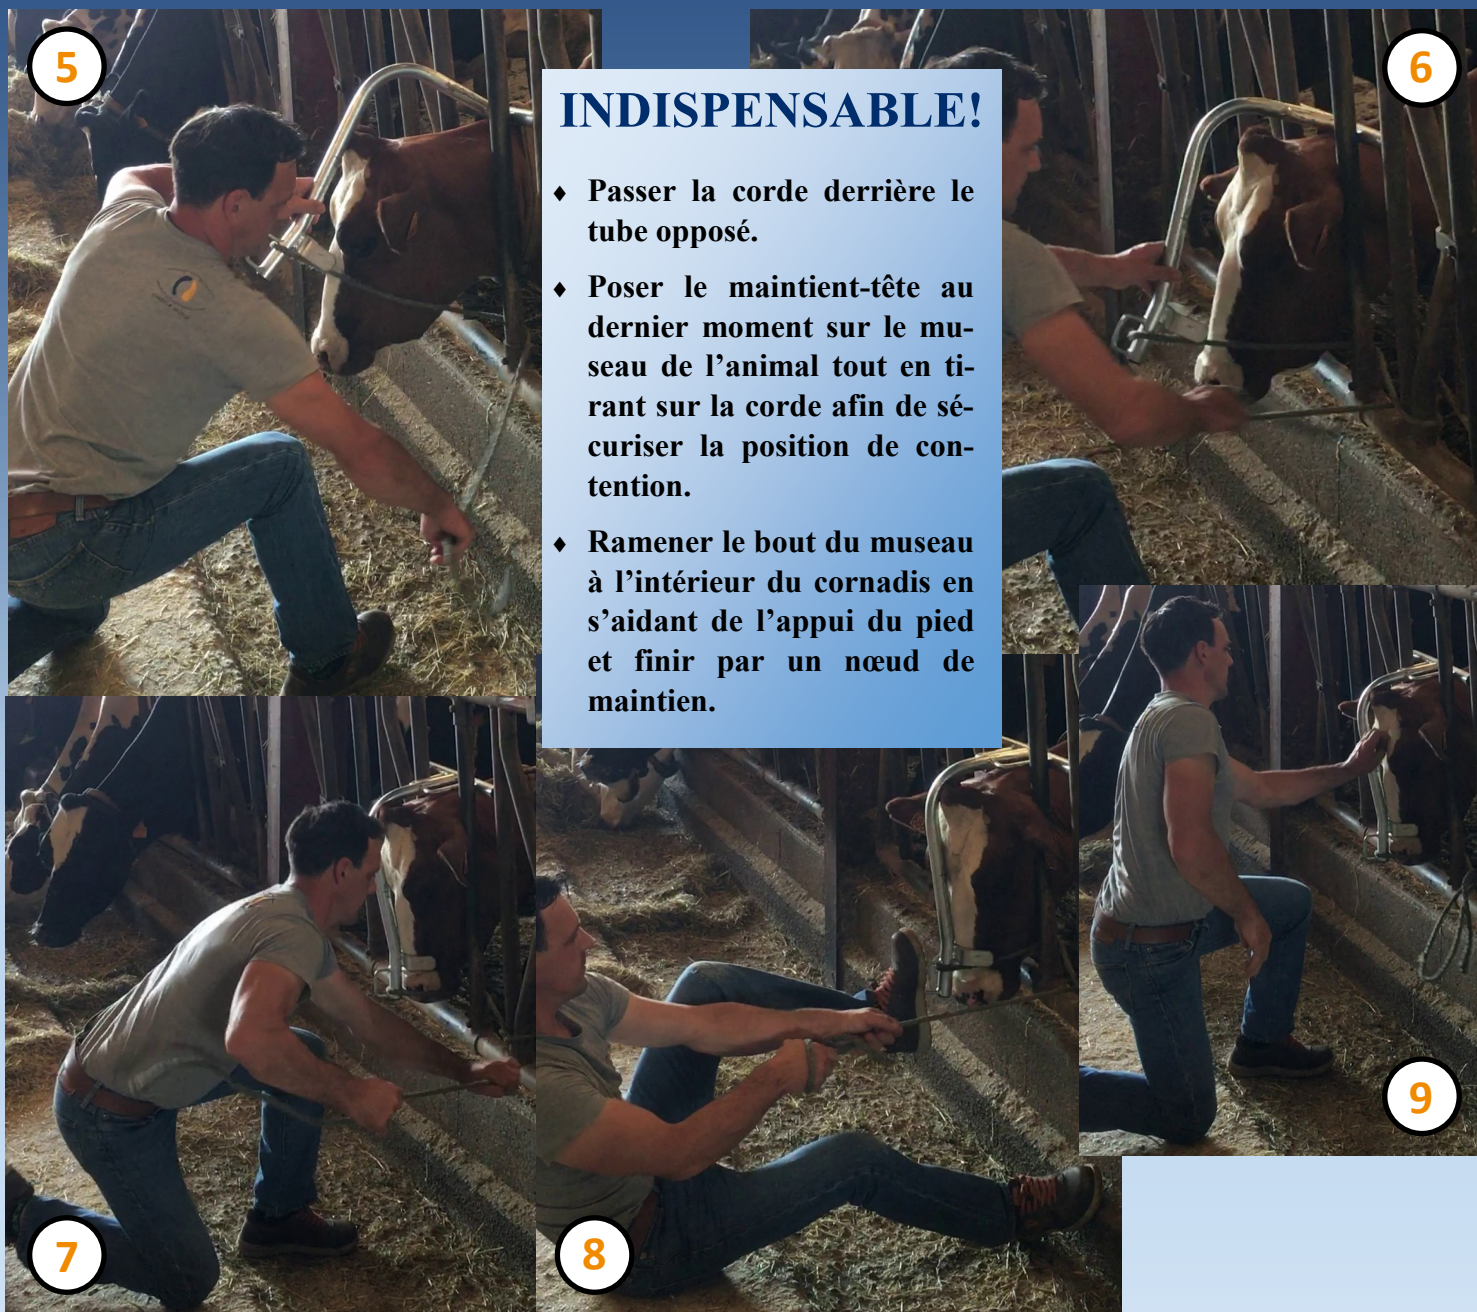 5
6
INDISPENSABLE!
♦ Passer la corde derrière le
tube opposé.
♦ Poser le maintient-tête au
dernier moment sur le mu-
seau de l’animal tout en ti-
rant sur la corde afin de sé-
curiser la position de con-
tention.
♦ Ramener le bout du museau
à l’intérieur du cornadis en
s’aidant de l’appui du pied
et finir par un nœud de
maintien.
7
8
9